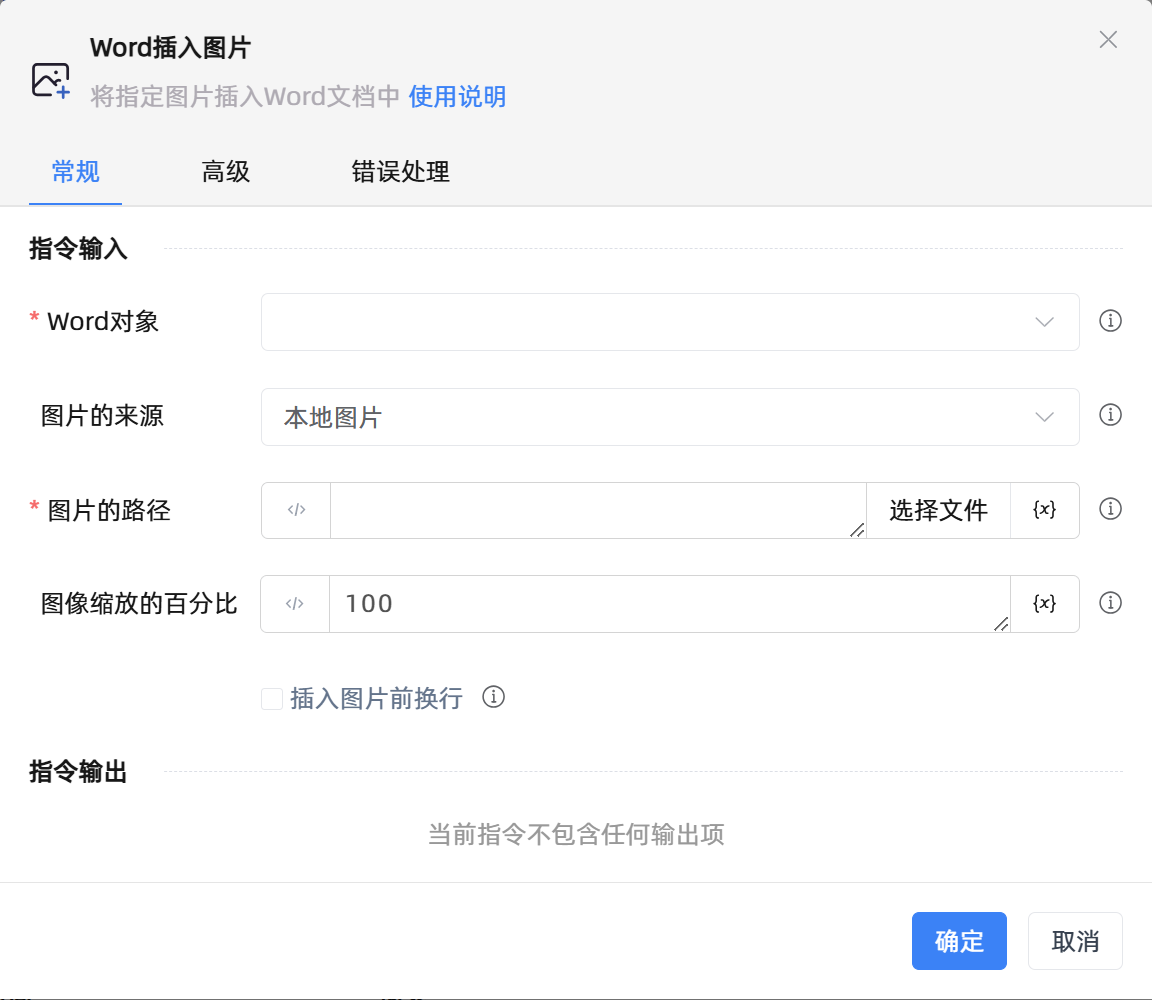 Word插入图片
将指定图片插入Word文档中 使用说明
常规 高级 错误处理
指令输入
* Word对象
图片的来源 本地图片
* 图片的路径 </> 选择文件 {x}
图像缩放的百分比 </> 100 {x}
插入图片前换行
指令输出
当前指令不包含任何输出项
确定 取消